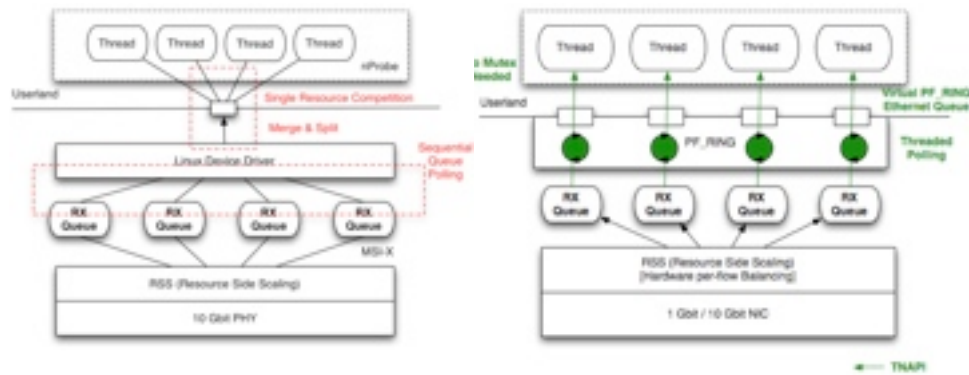 Thread
Thread
Thread
Thread
nProbe
Userland
Single Resource Competition
Merge & Split
Linux Device Driver
Sequential
Queue
Polling
RX
Queue
RX
Queue
RX
Queue
RX
Queue
MSI-X
RSS (Resource Side Scaling)
10 Gbit PHY
Thread
Thread
Thread
Thread
o Mutex
Needed
Userland
Virtual PF_RING
Ethernet Queue
PF_RING
Threaded
Polling
RX
Queue
RX
Queue
RX
Queue
RX
Queue
RSS (Resource Side Scaling)
[Hardware per-flow Balancing]
1 Gbit / 10 Gbit NIC
TNAPI